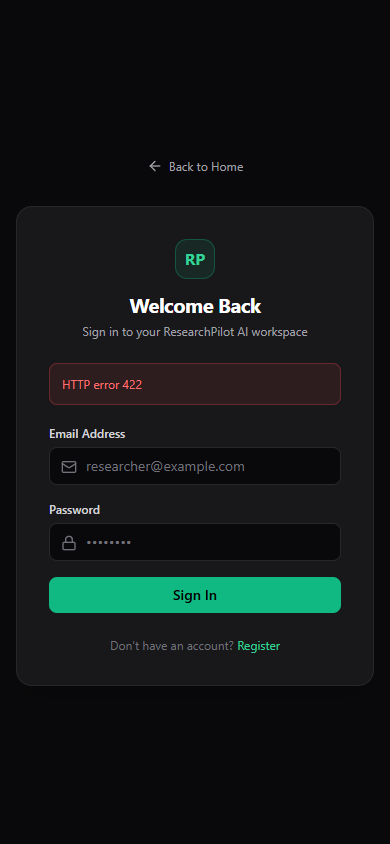 Back to Home
RP
Welcome Back
Sign in to your ResearchPilot AI workspace
HTTP error 422
Email Address
researcher@example.com
Password
••••••••
Sign In
Don't have an account? Register